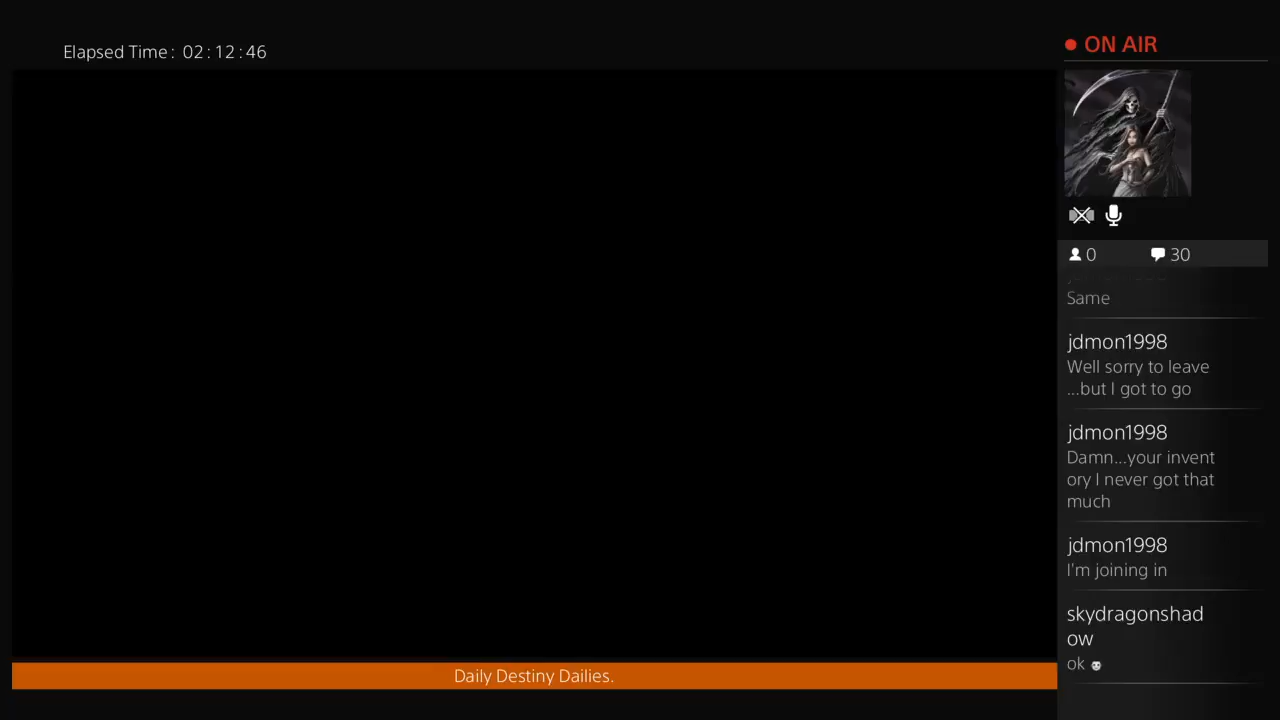 Elapsed Time: 02:12:46
ON AIR
0
30
Same
jdmon1998
Well sorry to leave
...but I got to go
jdmon1998
Damn...your invent
ory I never got that
much
jdmon1998
I'm joining in
skydragonshad
ow
ok
Daily Destiny Dailies.